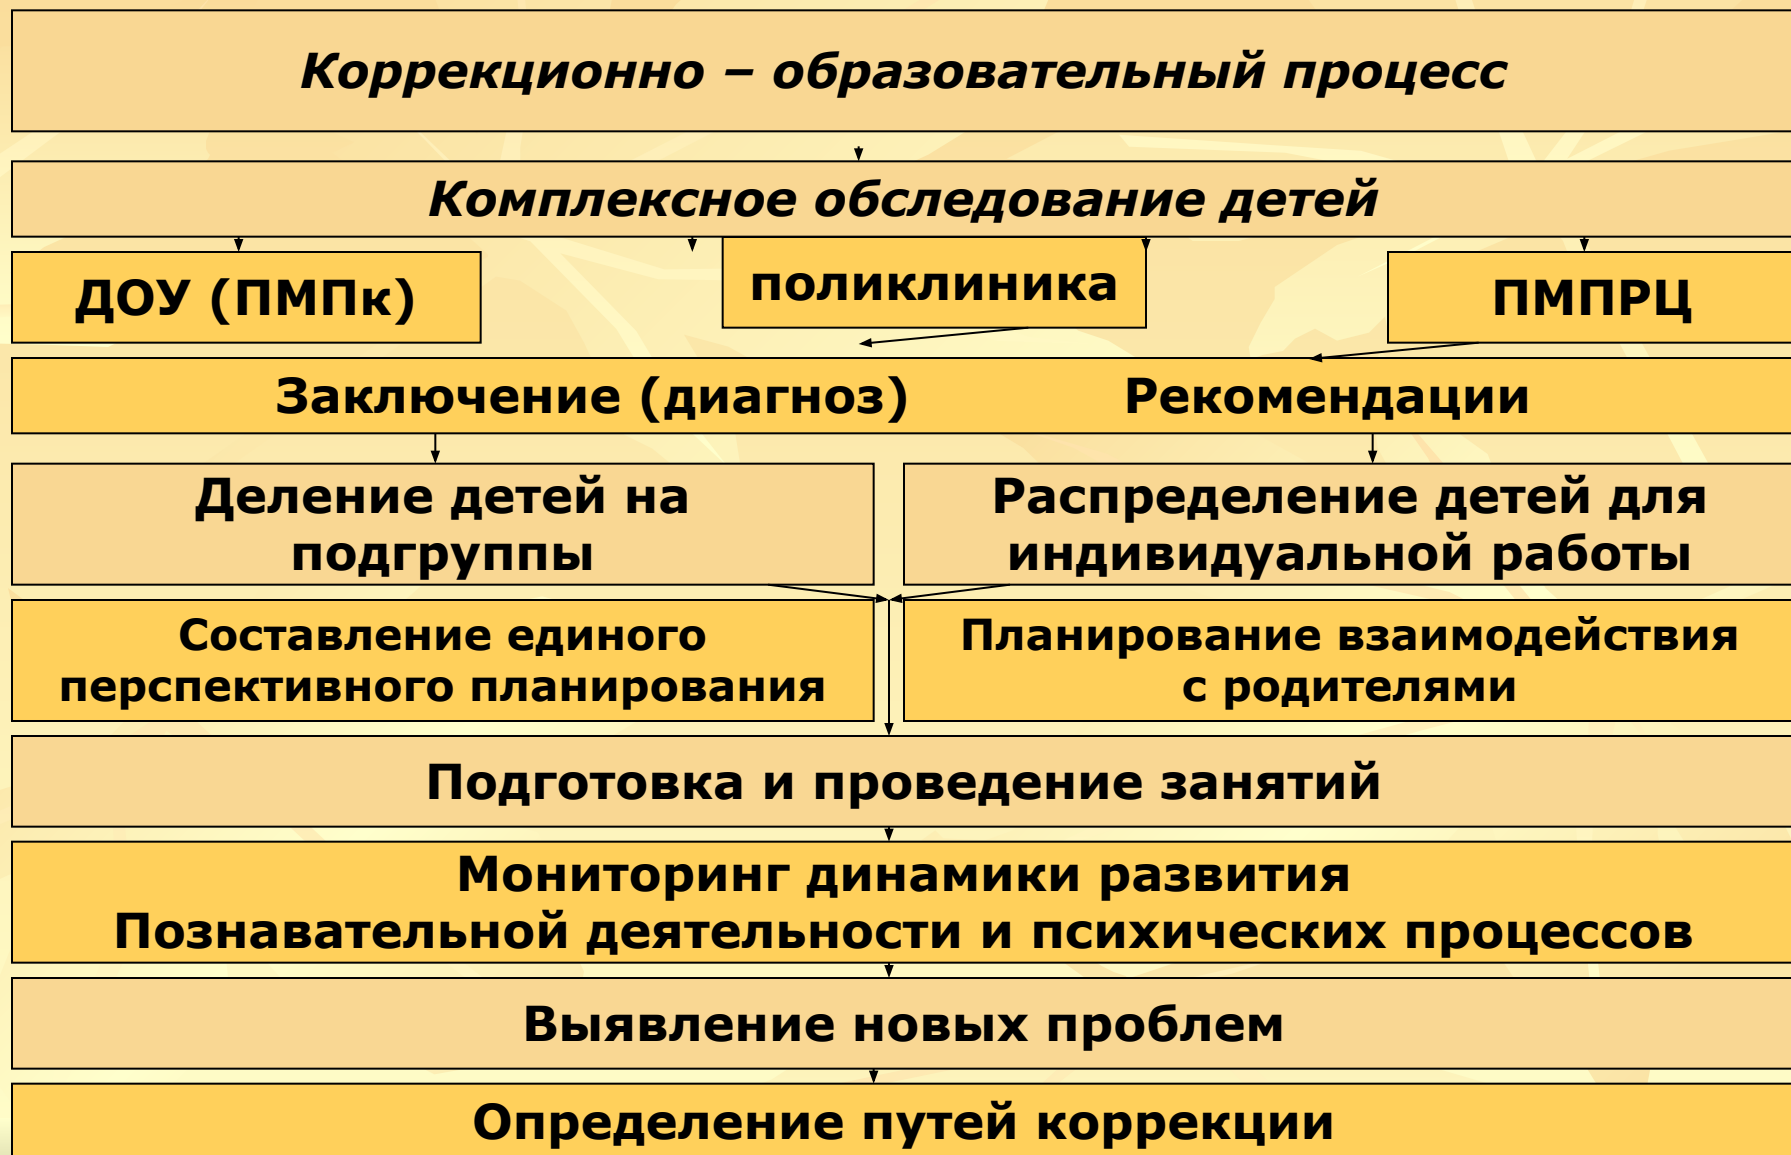 Коррекционно – образовательный процесс
Комплексное обследование детей
ДОУ (ПМПк)
поликлиника
ПМПРЦ
Заключение (диагноз) Рекомендации
Деление детей на
подгруппы
Распределение детей для
индивидуальной работы
Составление единого
перспективного планирования
Планирование взаимодействия
с родителями
Подготовка и проведение занятий
Мониторинг динамики развития
Познавательной деятельности и психических процессов
Выявление новых проблем
Определение путей коррекции